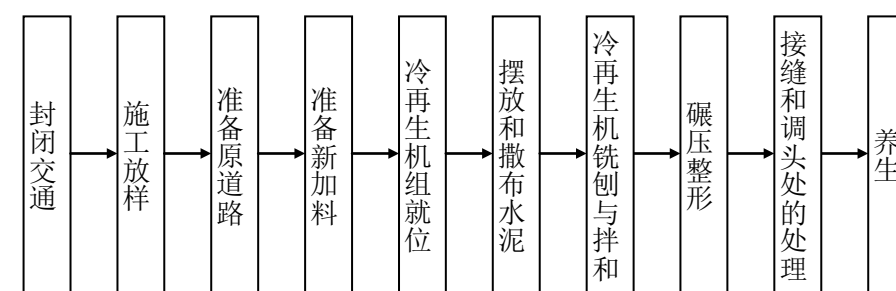 封闭交通
施工放样
准备原道路
准备新加料
冷再生机组就位
摆放和撒布水泥
冷再生机铣刨与拌和
碾压整形
接缝和调头处的处理
养生